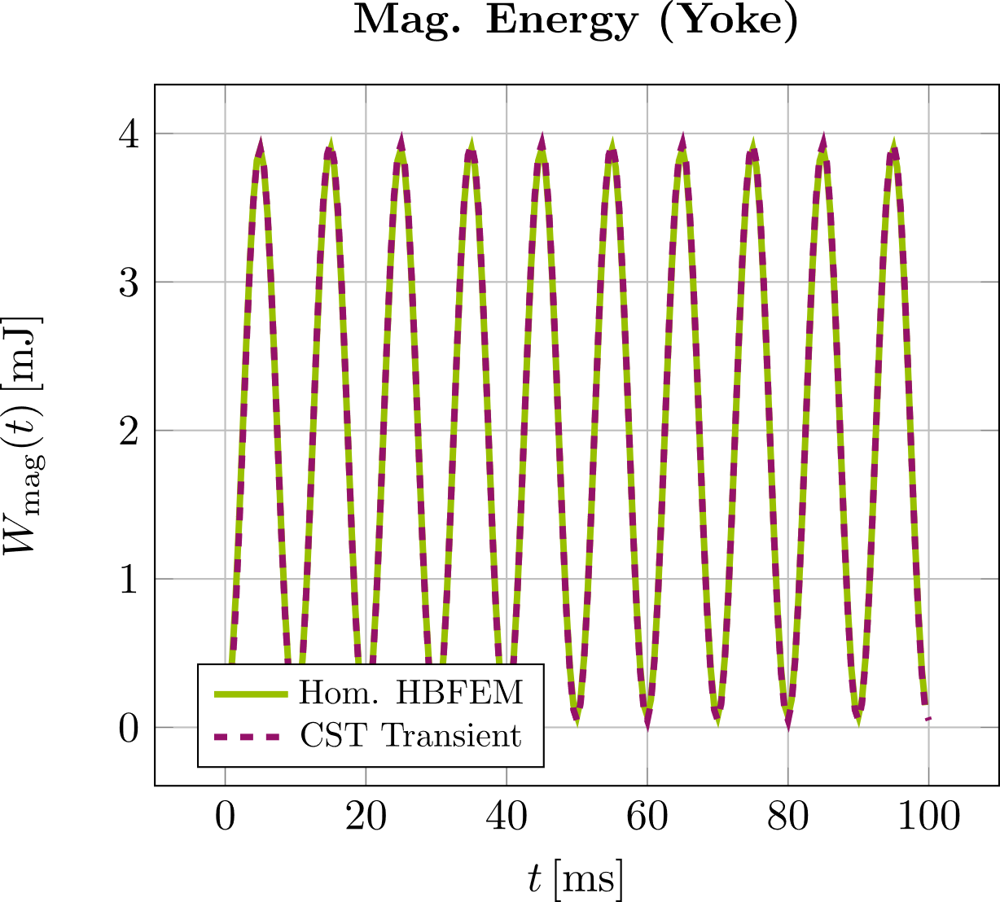 Mag. Energy (Yoke)
W_mag(t) [mJ]
4
3
2
1
0
Hom. HBFEM
CST Transient
0 20 40 60 80 100
t [ms]